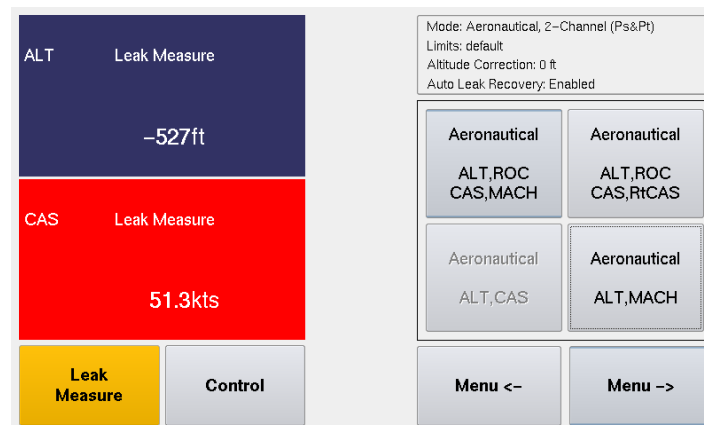 ALT Leak Measure
-527ft
CAS Leak Measure
51.3kts
Leak
Measure
Control
Mode: Aeronautical, 2-Channel (Ps&Pt)
Limits: default
Altitude Correction: 0 ft
Auto Leak Recovery: Enabled
Aeronautical
ALT,ROC
CAS,MACH
Aeronautical
ALT,ROC
CAS,RtCAS
Aeronautical
ALT,CAS
Aeronautical
ALT,MACH
Menu <-
Menu ->